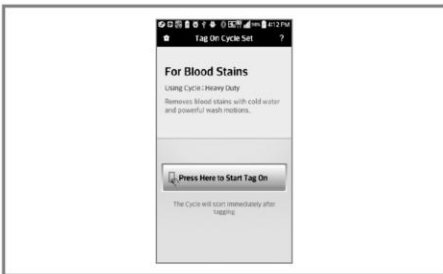 4:12 PM
Tag On Cycle Set ?
For Blood Stains
Using Cycle : Heavy Duty
Removes blood stains with cold water
and powerful wash motions.
Press Here to Start Tag On
The Cycle will start immediately after
tagging